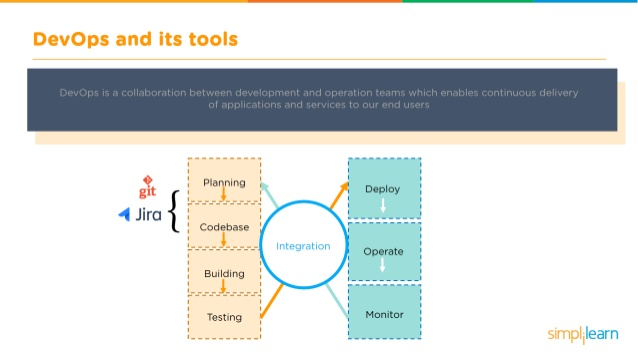 DevOps and its tools
DevOps is a collaboration between development and operation teams which enables continuous delivery
of applications and services to our end users
git
Jira
Planning
Codebase
Building
Testing
Integration
Deploy
Operate
Monitor
simplilearn